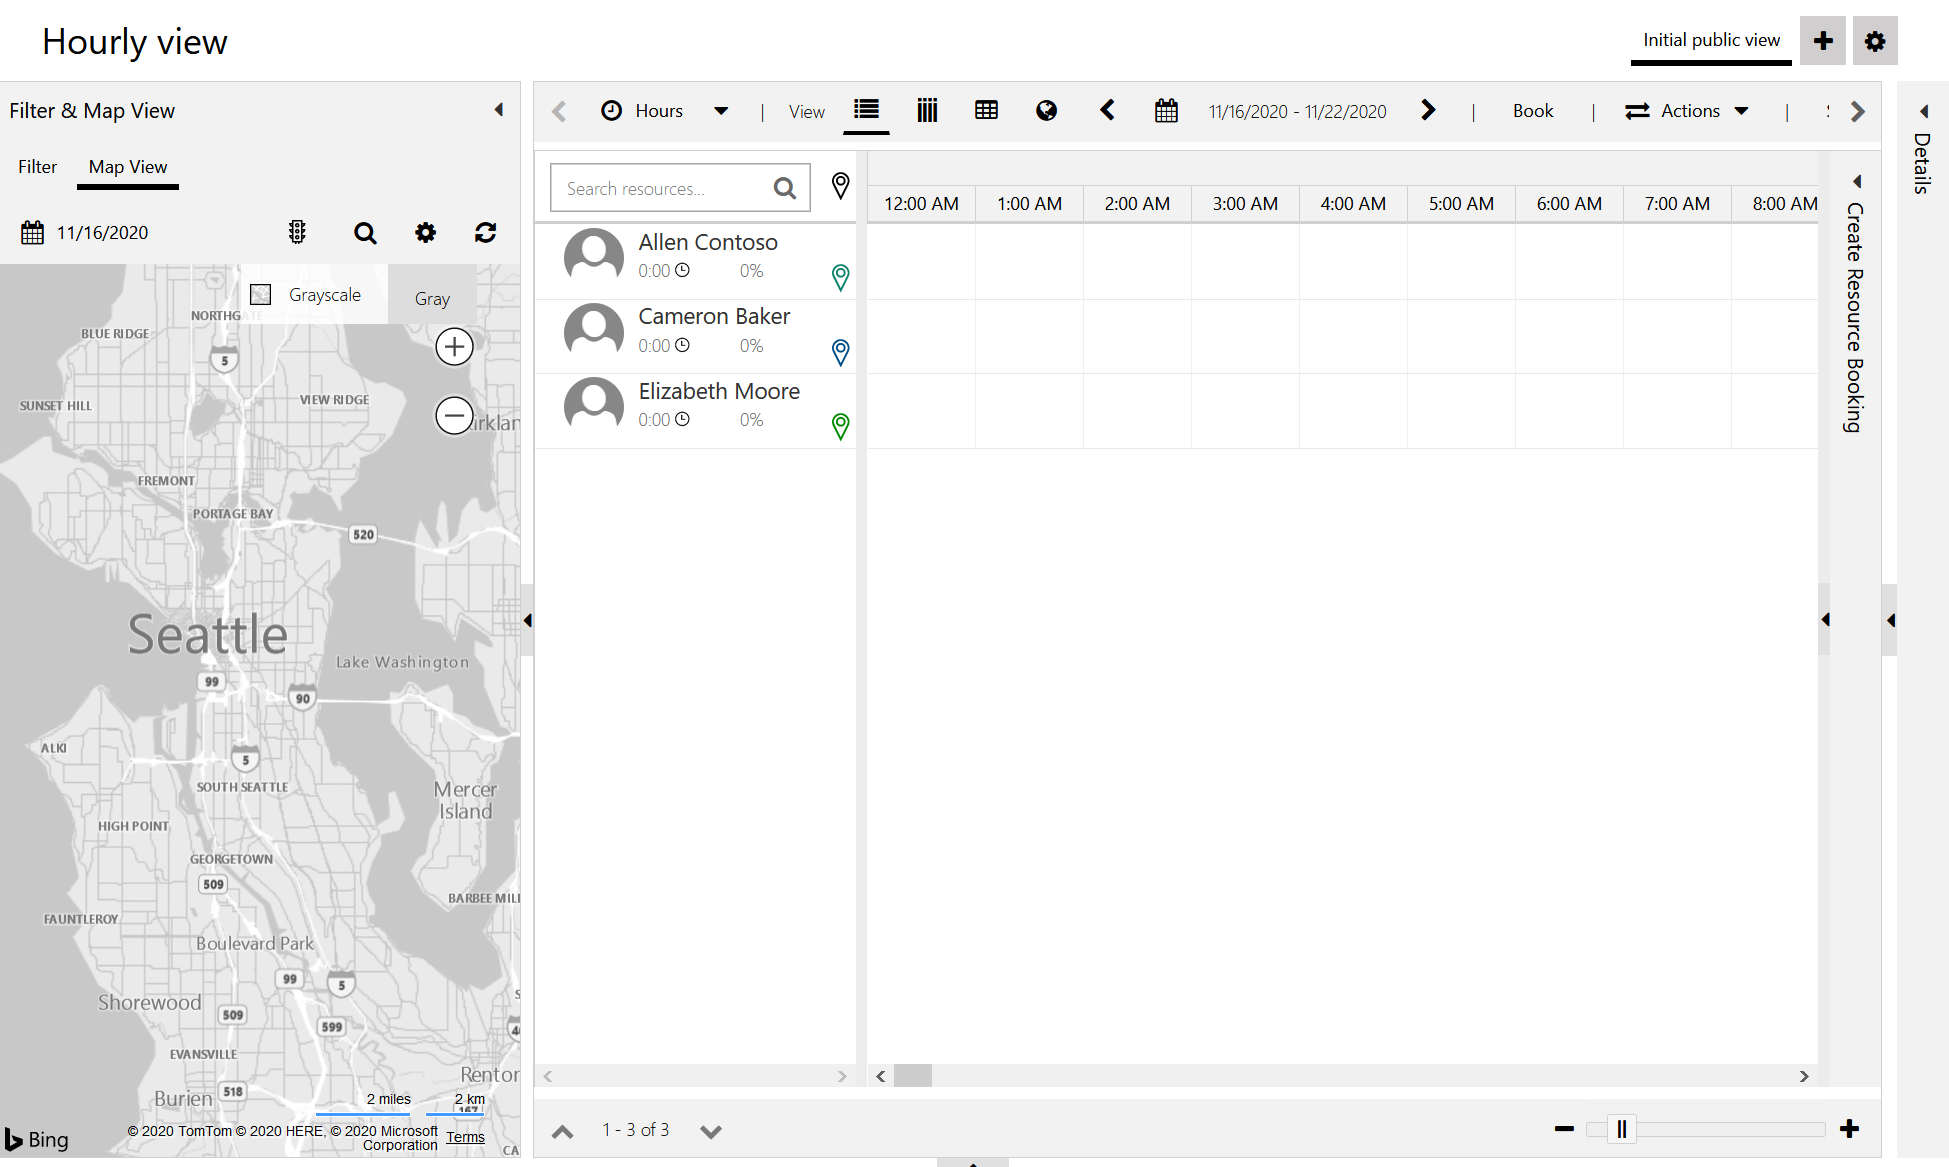 Hourly view
Initial public view
Filter & Map View
Filter
Map View
11/16/2020
Hours
View
11/16/2020 - 11/22/2020
Book
Actions
Details
Search resources...
12:00 AM
1:00 AM
2:00 AM
3:00 AM
4:00 AM
5:00 AM
6:00 AM
7:00 AM
8:00 AM
Create Resource Booking
Allen Contoso
0:00
0%
Cameron Baker
0:00
0%
Elizabeth Moore
0:00
0%
Grayscale
Gray
NORTHGATE
BLUE RIDGE
5
VIEW RIDGE
SUNSET HILL
irklan
FREMONT
PORTAGE BAY
520
Seattle
Lake Washington
99
90
ALKI
5
SOUTH SEATTLE
Mercer
Island
HIGH POINT
GEORGETOWN
509
BARBEE MILL
FAUNTLEROY
Boulevard Park
99
5
Shorewood
509
599
EVANSVILLE
Renton
Burien
518
167
2 miles
2 km
© 2020 TomTom © 2020 HERE, © 2020 Microsoft
Corporation
Terms
Bing
CA
1 - 3 of 3